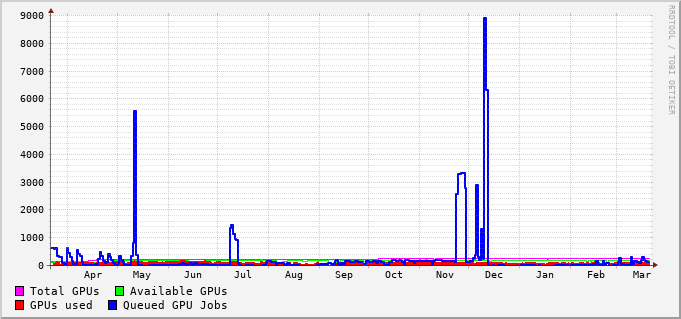 9000
8000
7000
6000
5000
4000
3000
2000
1000
0
Apr May Jun Jul Aug Sep Oct Nov Dec Jan Feb Mar
Total GPUs Available GPUs
GPUs used Queued GPU Jobs
RRDTOOL / TOBI OETIKER